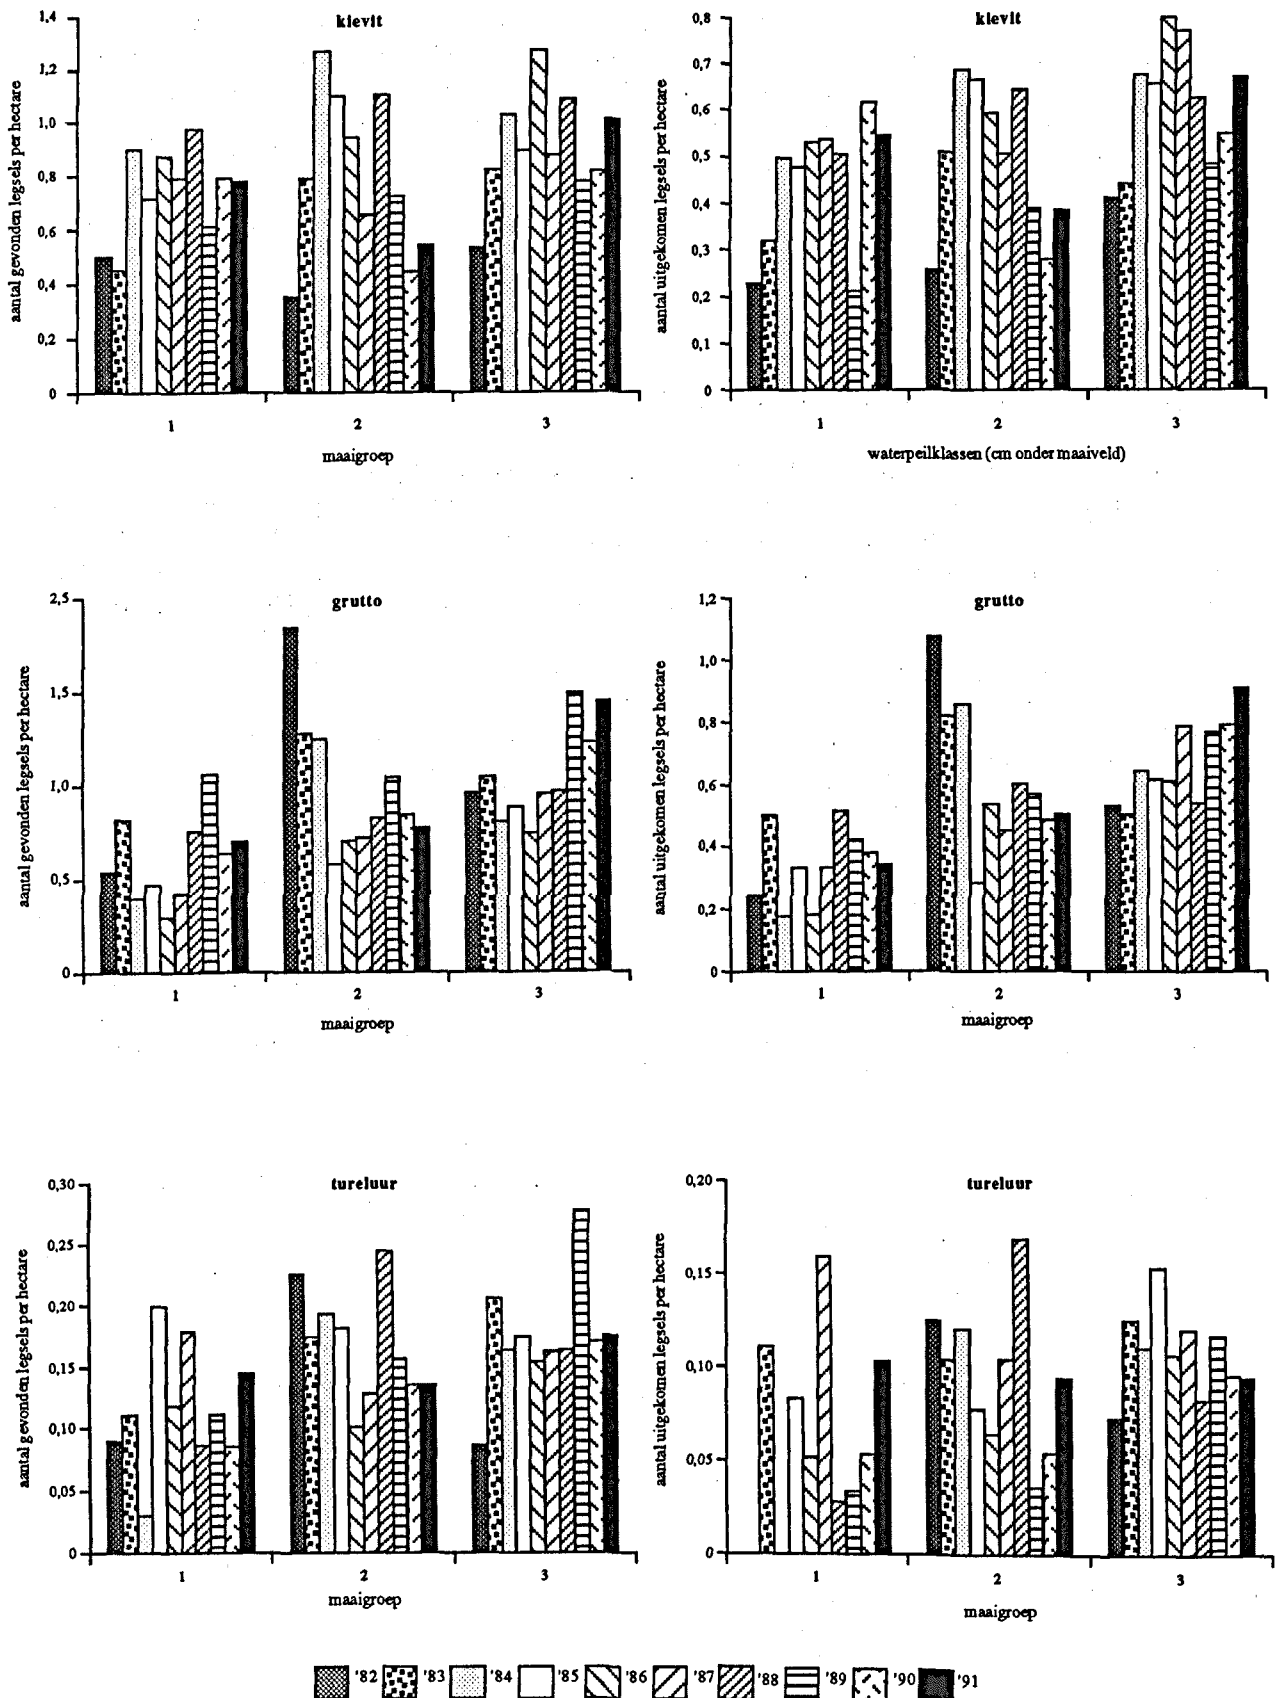 kievit
aantal gevonden legsels per hectare
1,4
1,2
1,0
0,8
0,6
0,4
0,2
0
1 2 3
maaigroep
kievit
aantal uitgekomen legsels per hectare
0,8
0,7
0,6
0,5
0,4
0,3
0,2
0,1
0
1 2 3
waterpeilklassen (cm onder maaiveld)
grutto
aantal gevonden legsels per hectare
2,5
1,5
1,0
0,5
0
1 2 3
maaigroep
grutto
aantal uitgekomen legsels per hectare
1,2
1,0
0,8
0,6
0,4
0,2
0
1 2 3
maaigroep
tureluur
aantal gevonden legsels per hectare
0,30
0,25
0,20
0,15
0,10
0,05
0
1 2 3
maaigroep
tureluur
aantal uitgekomen legsels per hectare
0,20
0,15
0,10
0,05
0
1 2 3
maaigroep
'82 '83 '84 '85 '86 '87 '88 '89 '90 '91